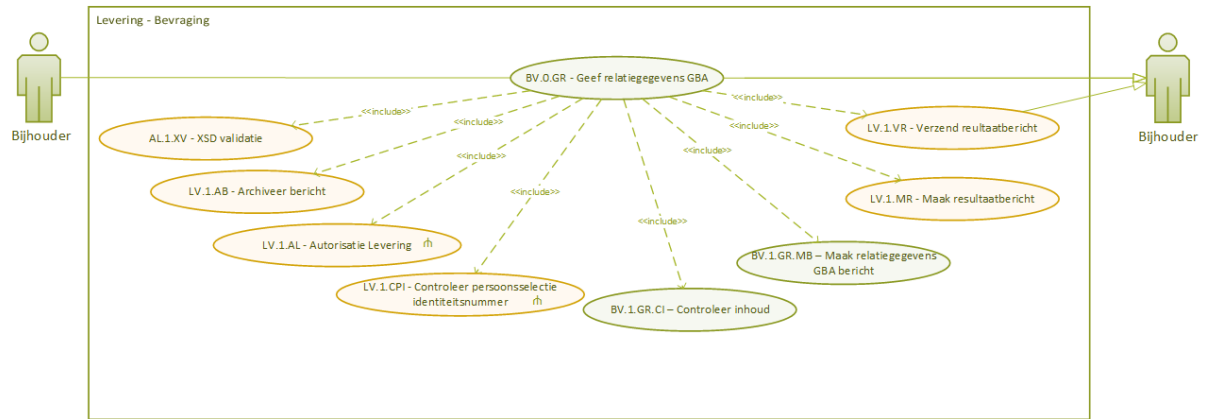 Levering - Bevraging
BV.0.GR - Geef relatiegegevens GBA
Bijhouder
Bijhouder
<<include>>
<<include>>
<<include>>
<<include>>
<<include>>
<<include>>
<<include>>
<<include>>
AL.1.XV - XSD validatie
LV.1.VR - Verzend reultaatbericht
LV.1.AB - Archiveer bericht
LV.1.MR - Maak resultaatbericht
LV.1.AL - Autorisatie Levering
BV.1.GR.MB – Maak relatiegegevens
GBA bericht
LV.1.CPI - Controleer persoonsselectie
identiteitsnummer
BV.1.GR.CI – Controleer inhoud